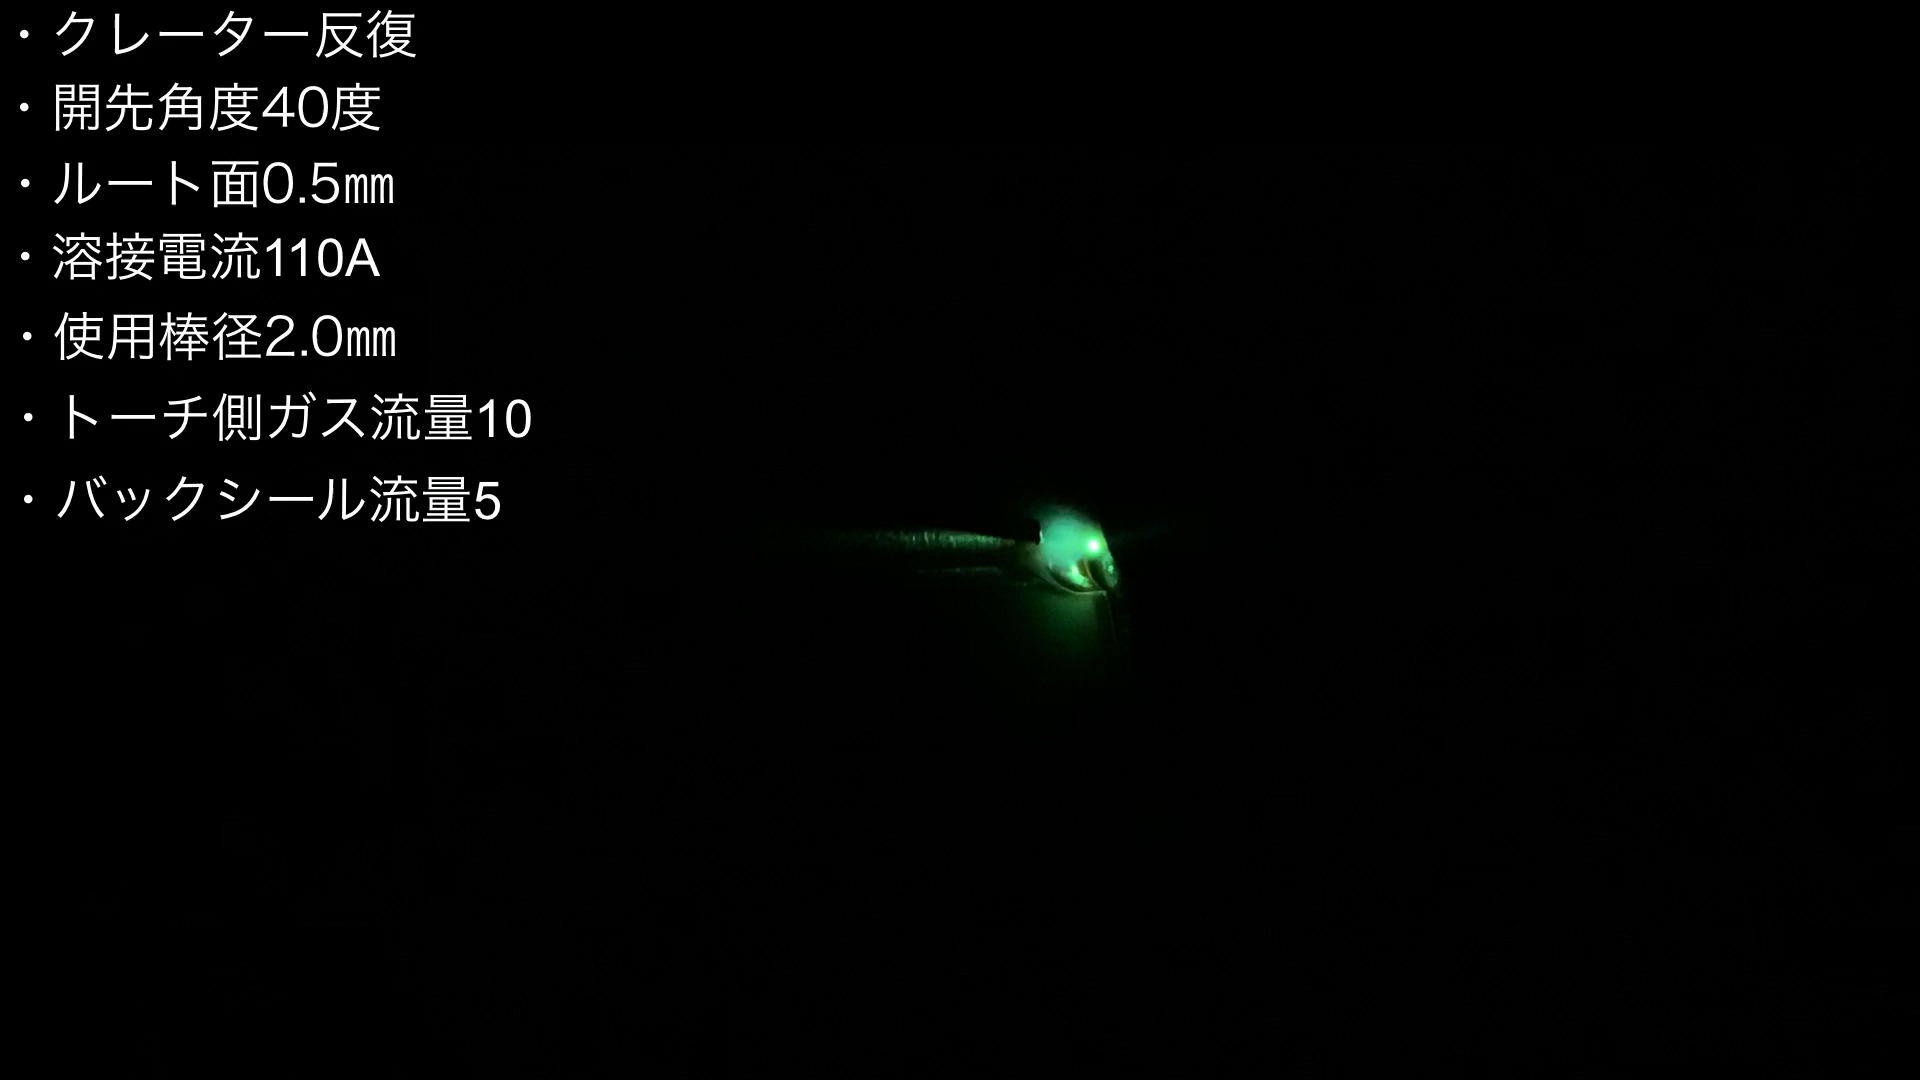 ・クレーター反復
・開先角度40度
・ルート面0.5㎜
・溶接電流110A
・使用棒径2.0㎜
・トーチ側ガス流量10
・バックシール流量5